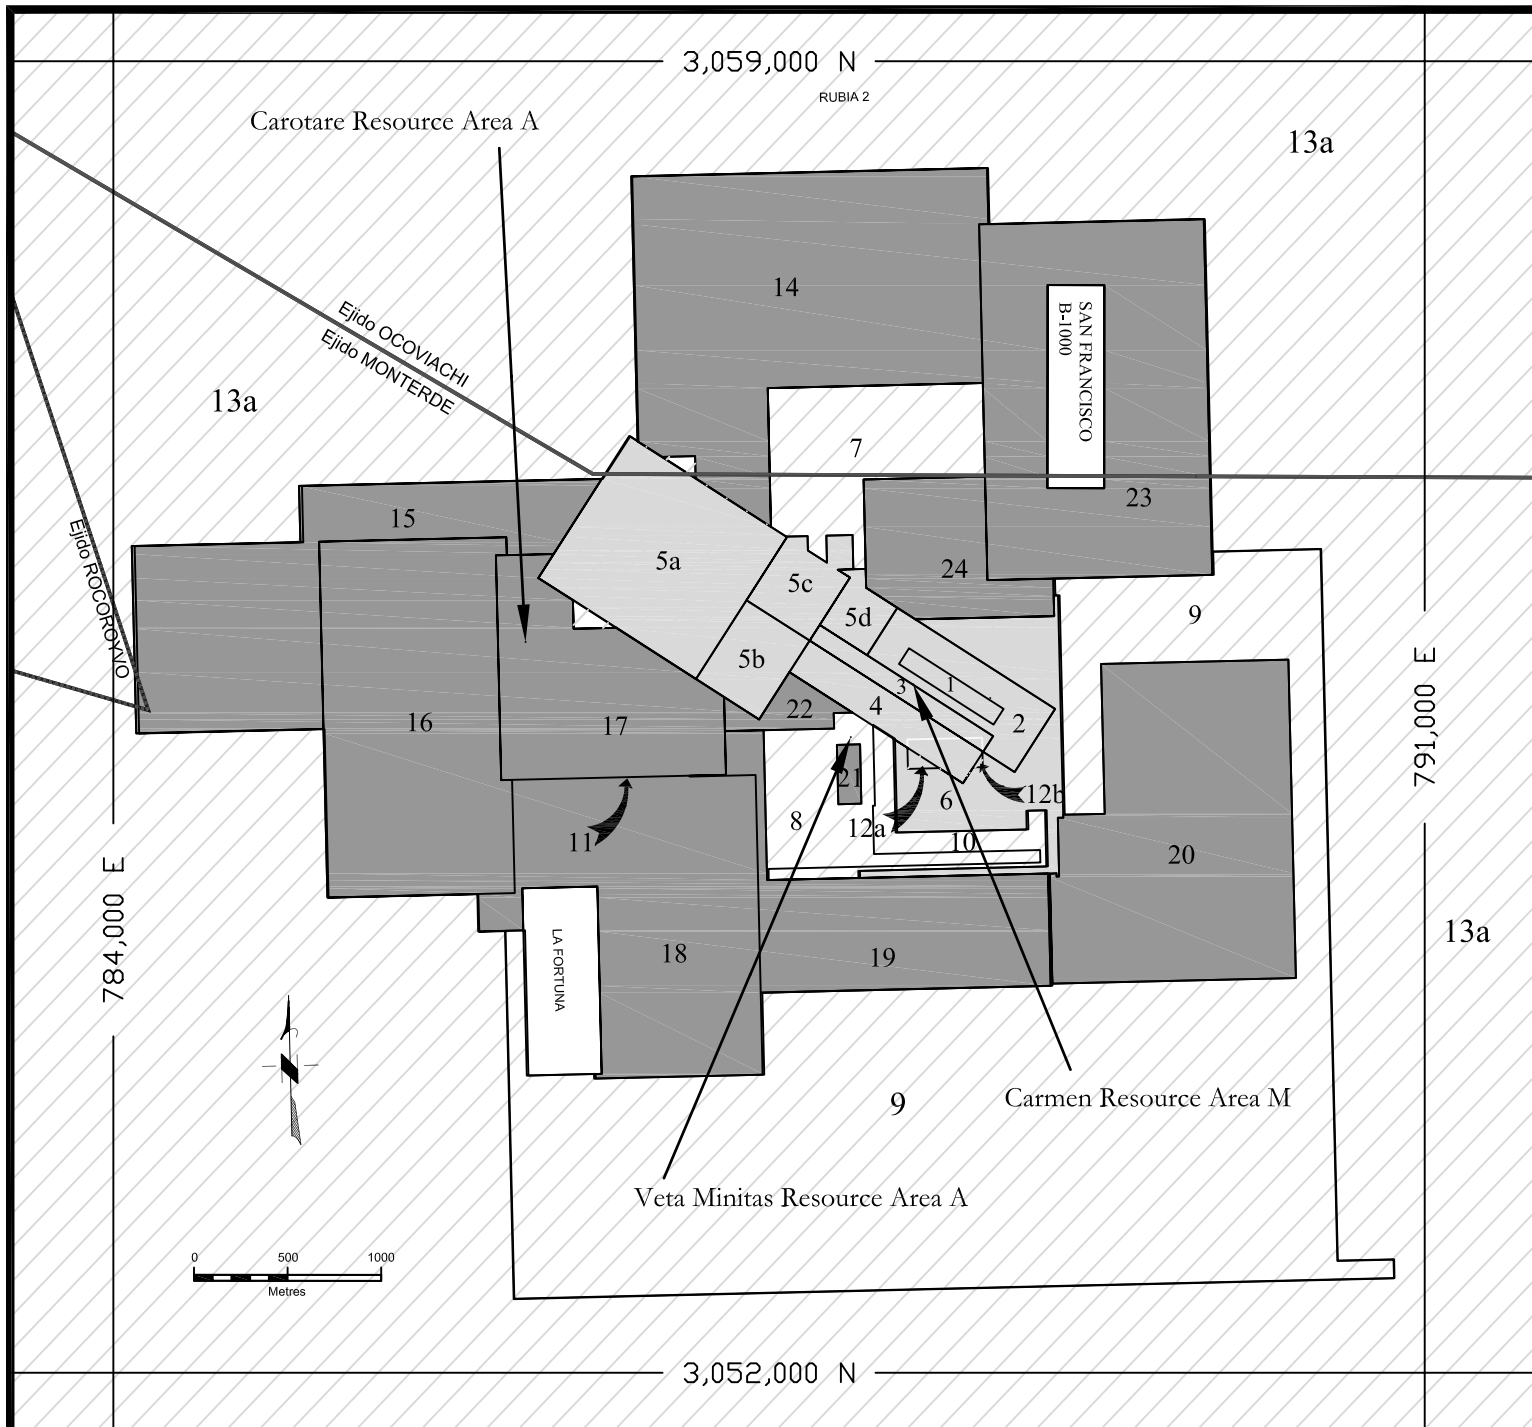 3,059,000 N
RUBIA 2
Carotare Resource Area A
13a
14
SAN FRANCISCO
B-1000
Ejido OCOVIACHI
Ejido MONTERDE
13a
7
23
15
5a
24
5c
Ejido ROCOROYVO
9
5d
5b
3
1
4
22
2
16
17
791,000 E
21
12b
6
8
12a
11
10
20
784,000 E
13a
LA FORTUNA
18
19
9
Carmen Resource Area M
Veta Minitas Resource Area A
0 500 1000
Metres
3,052,000 N